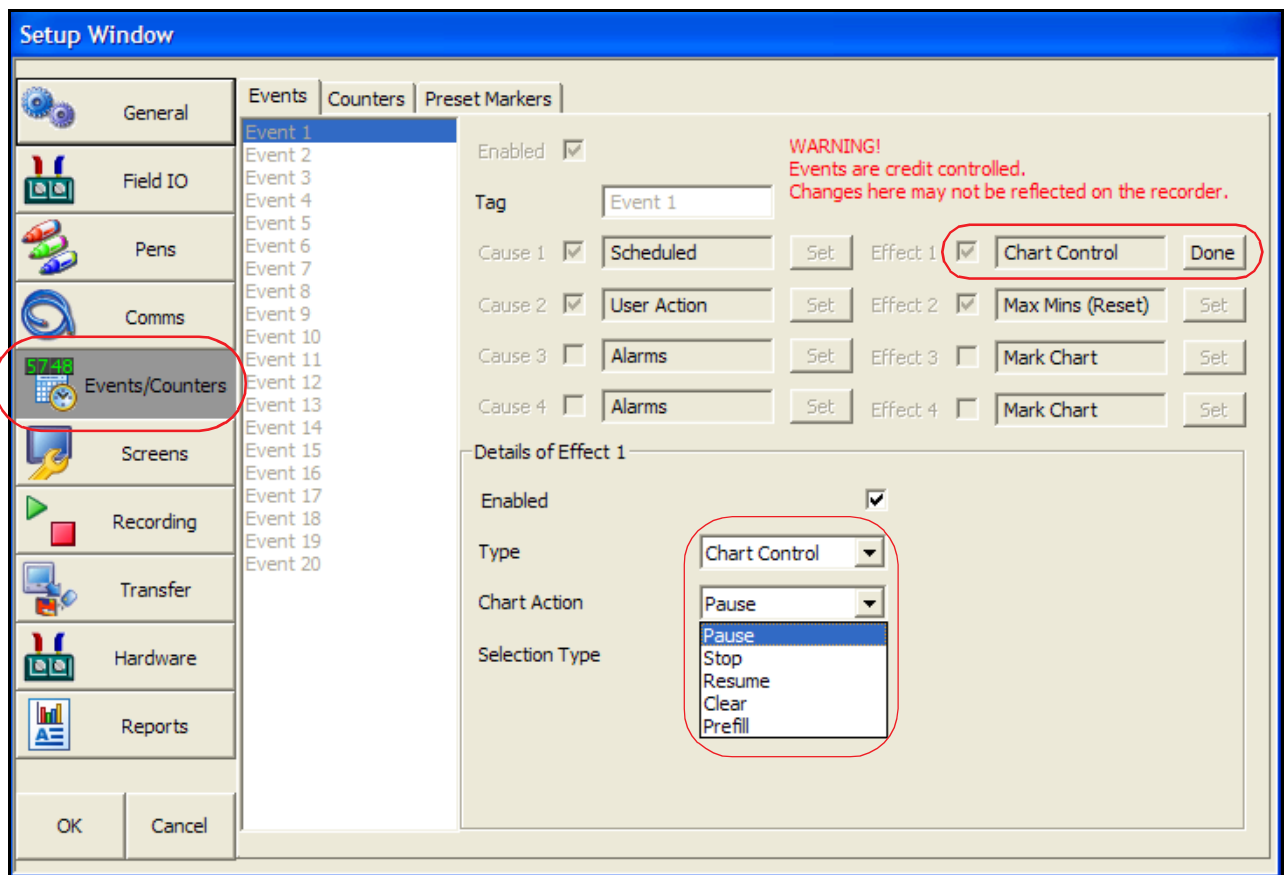 Setup Window
General
Field IO
Pens
Comms
57:48
Events/Counters
Screens
Recording
Transfer
Hardware
Reports
OK Cancel
Events Counters Preset Markers
Event 1
Event 2
Event 3
Event 4
Event 5
Event 6
Event 7
Event 8
Event 9
Event 10
Event 11
Event 12
Event 13
Event 14
Event 15
Event 16
Event 17
Event 18
Event 19
Event 20
Enabled
WARNING!
Events are credit controlled.
Changes here may not be reflected on the recorder.
Tag Event 1
Cause 1 Scheduled Set Effect 1 Chart Control Done
Cause 2 User Action Set Effect 2 Max Mins (Reset) Set
Cause 3 Alarms Set Effect 3 Mark Chart Set
Cause 4 Alarms Set Effect 4 Mark Chart Set
Details of Effect 1
Enabled
Type Chart Control
Chart Action Pause
Selection Type
Pause
Stop
Resume
Clear
Prefill